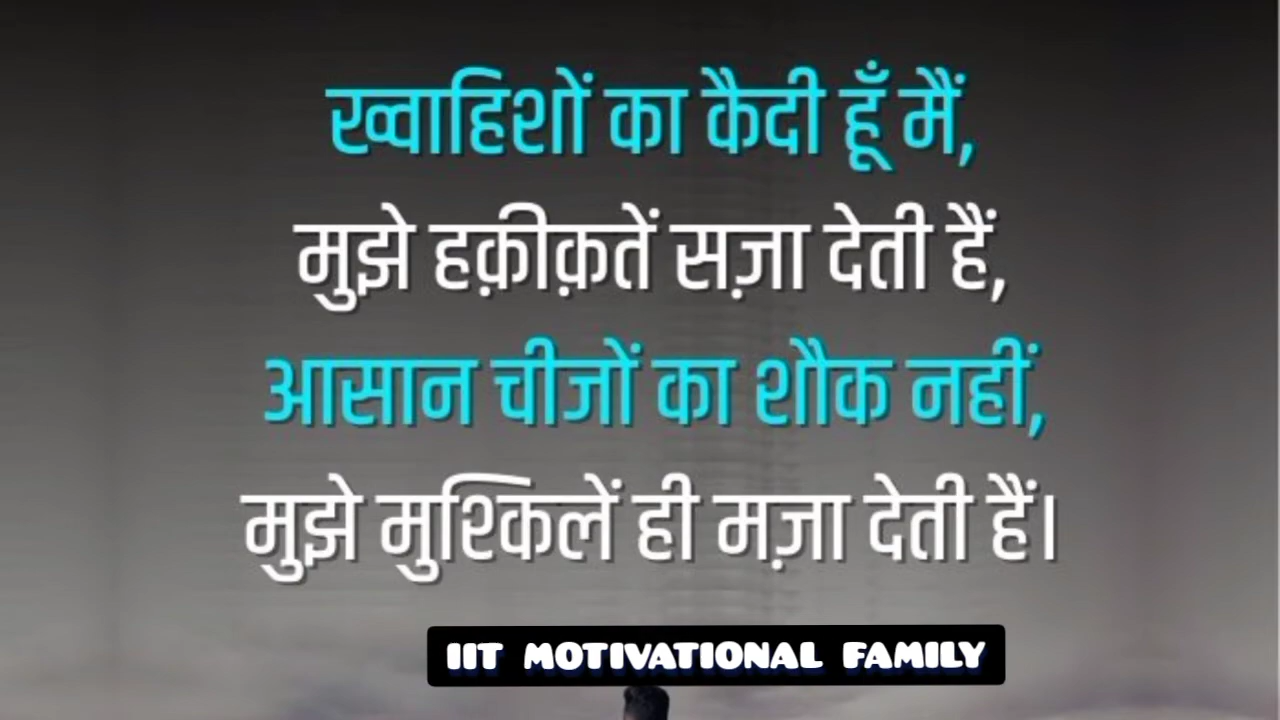 ख्वाहिशों का कैदी हूँ मैं,
मुझे हक़ीक़तें सज़ा देती हैं,
आसान चीजों का शौक नहीं,
मुझे मुश्किलें ही मज़ा देती हैं।
IIT MOTIVATIONAL FAMILY